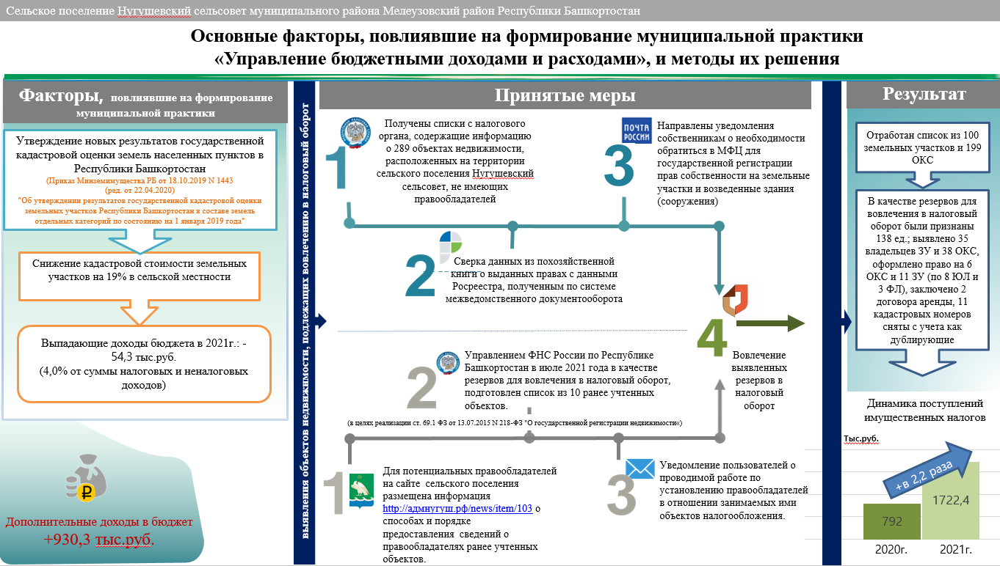 Сельское поселение Нугушевский сельсовет муниципального района Мелеузовский район Республики Башкортостан
Основные факторы, повлиявшие на формирование муниципальной практики
«Управление бюджетными доходами и расходами», и методы их решения
Факторы, повлиявшие на формирование
муниципальной практики
Утверждение новых результатов государственной
кадастровой оценки земель населенных пунктов в
Республики Башкортостан
(Приказ Минземимущества РБ от 18.10.2019 N 1443
(ред. от 22.04.2020)
"Об утверждении результатов государственной кадастровой оценки
земельных участков Республики Башкортостан в составе земель
отдельных категорий по состоянию на 1 января 2019 года"
Снижение кадастровой стоимости земельных
участков на 19% в сельской местности
Выпадающие доходы бюджета в 2021г.: -
54,3 тыс.руб.
(4,0% от суммы налоговых и неналоговых
доходов)
Дополнительные доходы в бюджет
+930,3 тыс.руб.
выявления объектов недвижимости, подлежащих вовлечению в налоговый оборот
Принятые меры
1
Получены списки с налогового
органа, содержащие информацию
о 289 объектах недвижимости,
расположенных на территории
сельского поселения Нугушевский
сельсовет, не имеющих
правообладателей
ПОЧТА
РОССИИ
3
Направлены уведомления
собственникам о необходимости
обратиться в МФЦ для
государственной регистрации
прав собственности на земельные
участки и возведенные здания
(сооружения)
2
Сверка данных из похозяйственной
книги о выданных правах с данными
Росреестра, полученным по системе
межведомственного документооборота
4
Вовлечение
выявленных
резервов в
налоговый
оборот
2
Управлением ФНС России по Республике
Башкортостан в июле 2021 года в качестве
резервов для вовлечения в налоговый оборот,
подготовлен список из 10 ранее учтенных
объектов.
(в целях реализации ст. 69.1 ФЗ от 13.07.2015 N 218-ФЗ "О государственной регистрации недвижимости«)
1
Для потенциальных правообладателей
на сайте сельского поселения
размещена информация
http://адмнугуш.рф/news/item/103 о
способах и порядке
предоставления сведений о
правообладателях ранее учтенных
объектов.
3
Уведомление пользователей о
проводимой работе по
установлению правообладателей
в отношении занимаемых ими
объектов налогообложения.
Результат
Отработан список из 100
земельных участков и 199
ОКС
В качестве резервов для
вовлечения в налоговый
оборот были признаны
138 ед.; выявлено 35
владельцев ЗУ и 38 ОКС,
оформлено право на 6
ОКС и 11 ЗУ (по 8 ЮЛ и
3 ФЛ), заключено 2
договора аренды, 11
кадастровых номеров
сняты с учета как
дублирующие
Динамика поступлений
имущественных налогов
Тыс.руб.
+в 2,2 раза
792
1722,4
2020г.
2021г.